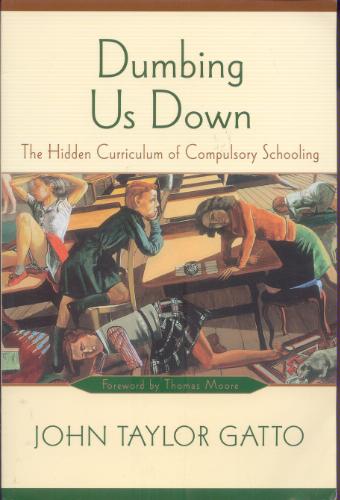 Dumbing
Us Down
The Hidden Curriculum of Compulsory Schooling
Foreword by Thomas Moore
JOHN TAYLOR GATTO